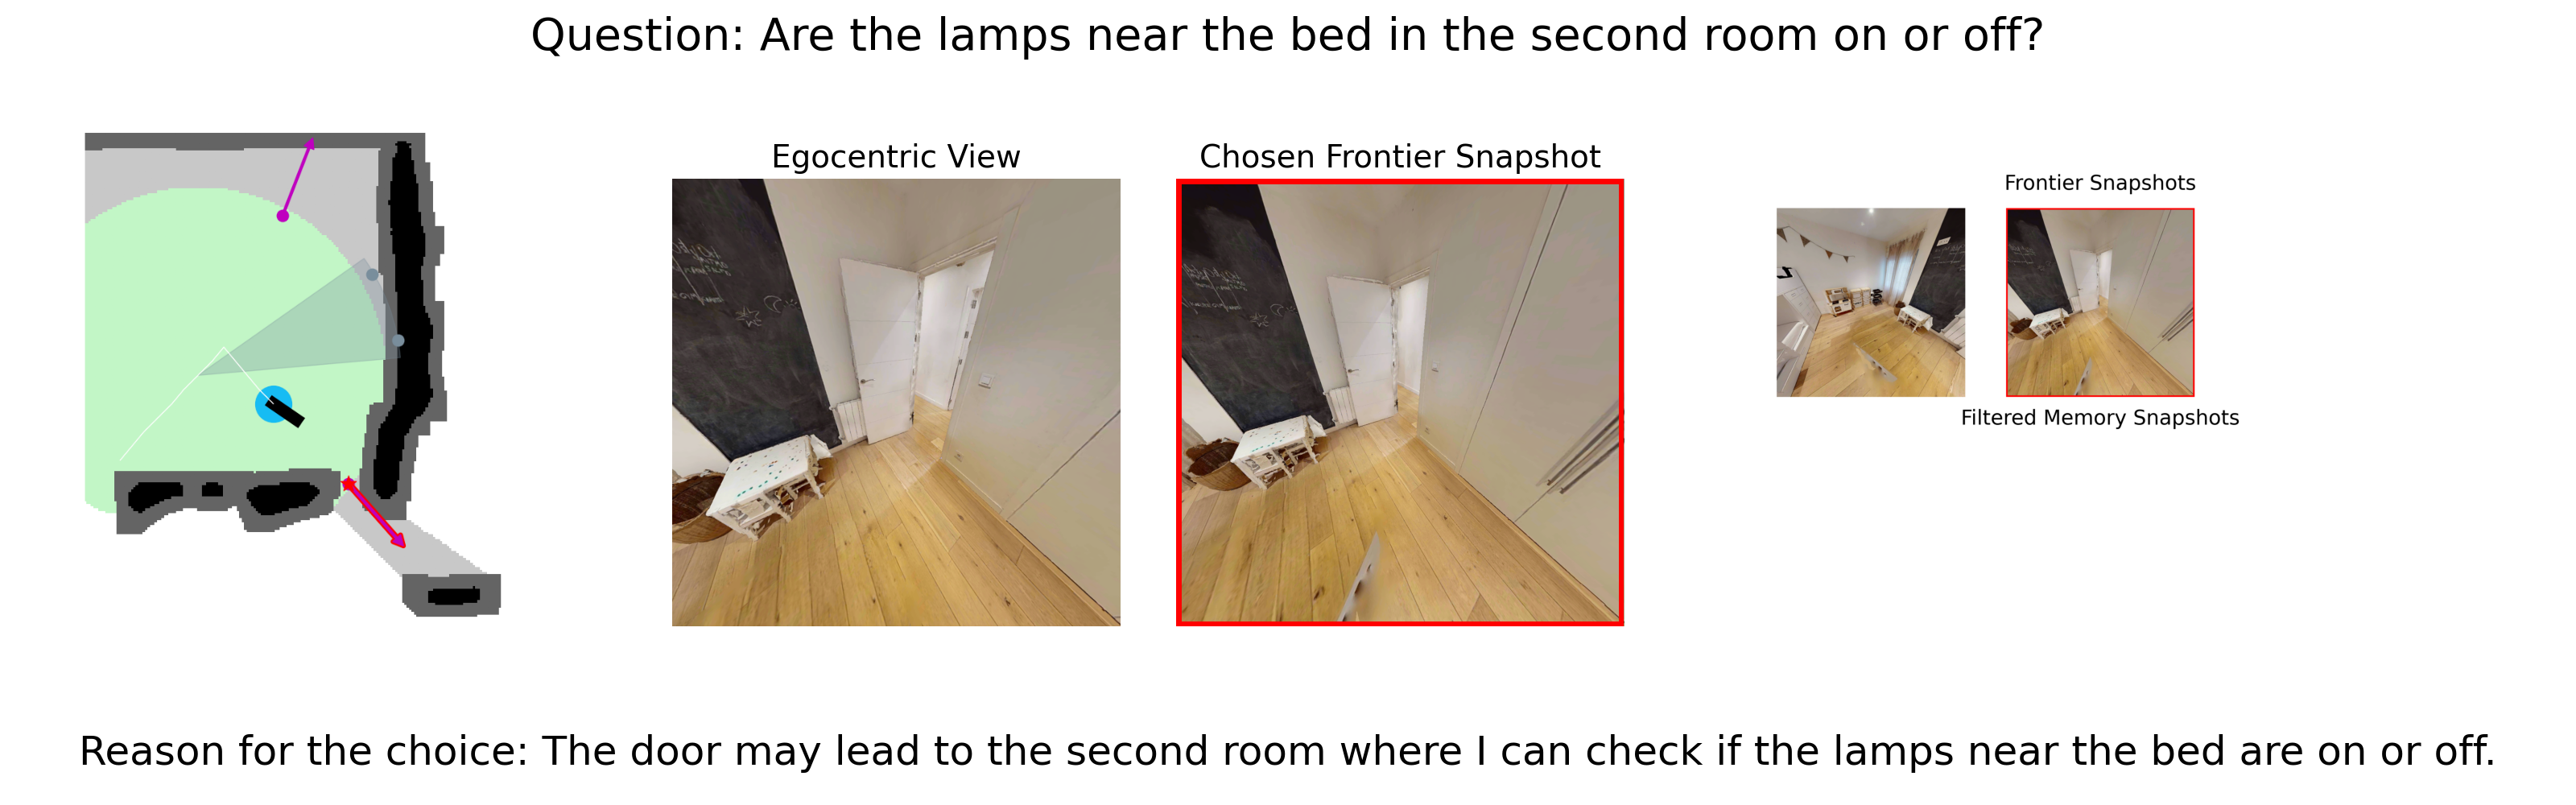 Question: Are the lamps near the bed in the second room on or off?
Egocentric View
Chosen Frontier Snapshot
Frontier Snapshots
Filtered Memory Snapshots
Reason for the choice: The door may lead to the second room where I can check if the lamps near the bed are on or off.